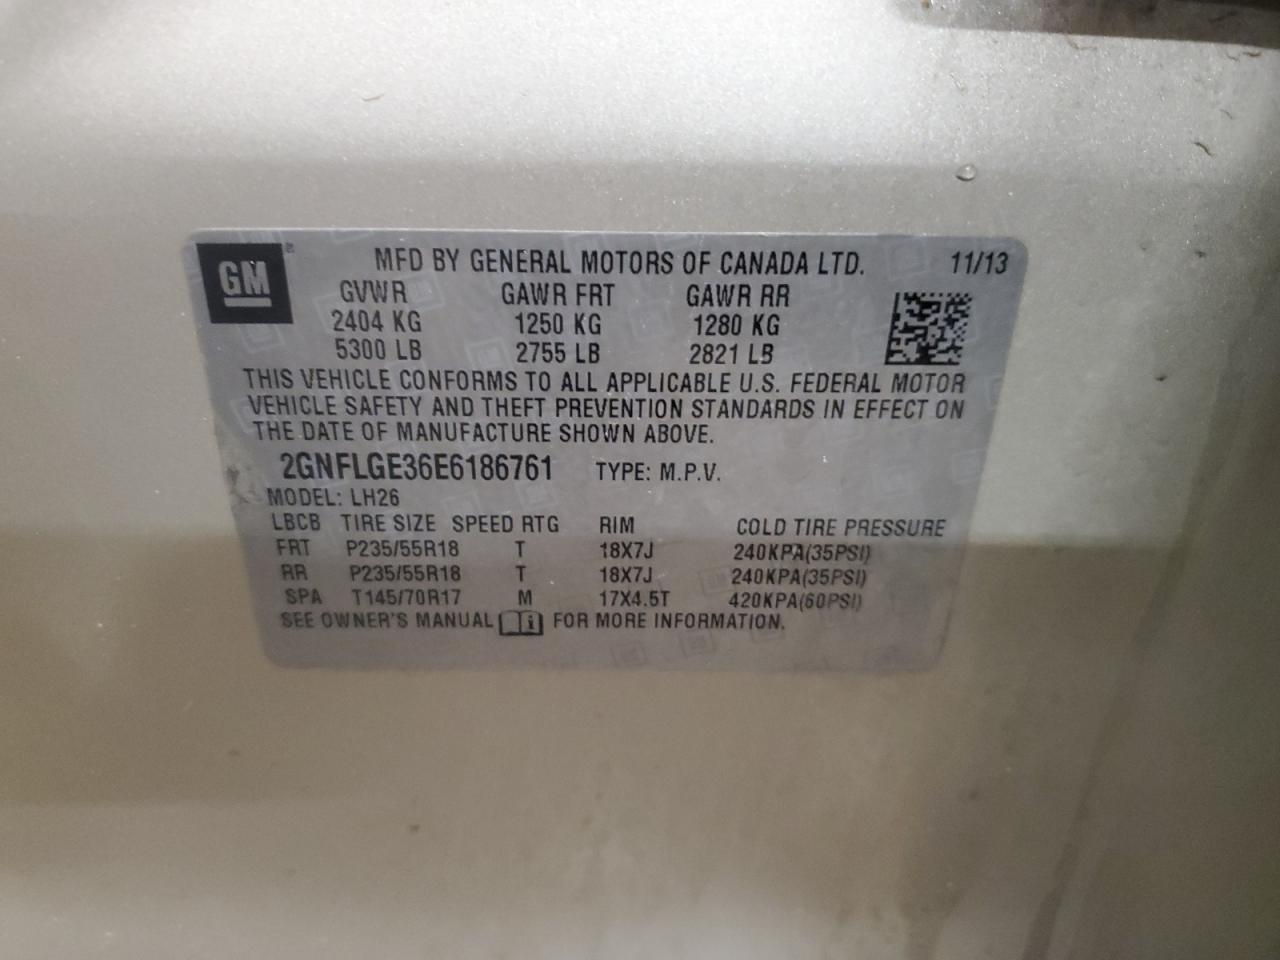 GM
MFD BY GENERAL MOTORS OF CANADA LTD. 11/13
GVWR GAWR FRT GAWR RR
2404 KG 1250 KG 1280 KG
5300 LB 2755 LB 2821 LB
THIS VEHICLE CONFORMS TO ALL APPLICABLE U.S. FEDERAL MOTOR
VEHICLE SAFETY AND THEFT PREVENTION STANDARDS IN EFFECT ON
THE DATE OF MANUFACTURE SHOWN ABOVE.
2GNFLGE36E6186761 TYPE: M.P.V.
MODEL: LH26
LBCB TIRE SIZE SPEED RTG RIM COLD TIRE PRESSURE
FRT P235/55R18 T 18X7J 240KPA(35PSI)
RR P235/55R18 T 18X7J 240KPA(35PSI)
SPA T145/70R17 M 17X4.5T 420KPA(60PSI)
SEE OWNER'S MANUAL i FOR MORE INFORMATION.